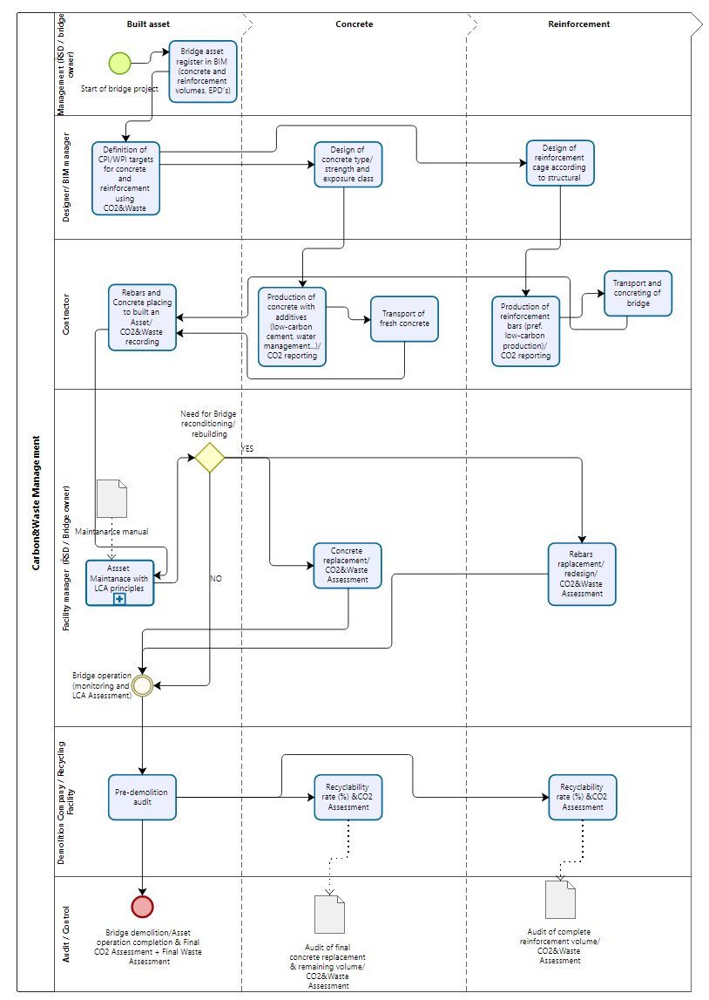 Built asset
Concrete
Reinforcement
Carbon&Waste Management
Management (RSD / bridge
owner)
Start of bridge project
Bridge asset
register in BIM
(concrete and
reinforcement
volumes, EPD's)
Designer/ BIM manager
Definition of
CPI/WPI targets
for concrete
and
reinforcement
using
CO2&Waste
Design of
concrete type/
strength and
exposure class
Design of
reinforcement
cage according
to structural
Contractor
Rebars and
Concrete placing
to built an
Asset/
CO2&Waste
recording
Production of
concrete with
additives
(low-carbon
cement, water
management...)/
CO2 reporting
Transport of
fresh concrete
Production of
reinforcement
bars (pref.
low-carbon
production)/
CO2 reporting
Transport and
concreting of
bridge
Facility manager (RSD / Bridge owner)
Need for Bridge
reconditioning/
rebuilding
YES
NO
Maintanance manual
Assset
Maintanace with
LCA principles
Concrete
replacement/
CO2&Waste
Assessment
Rebars
raplacement/
redesign/
CO2&Waste
Assessment
Bridge operation
(monitoring and
LCA Assessment)
Demolition Company / Recycling
Facility
Pre-demolition
audit
Recyclability
rate (%) &CO2
Assessment
Recyclability
rate (%) &CO2
Assessment
Audit / Control
Bridge demolition/Asset
operation completion & Final
CO2 Assessment + Final Waste
Assessment
Audit of final
concrete replacement
& remaining volume/
CO2&Waste
Assessment
Audit of complete
reinforcement volume/
CO2&Waste
Assessment